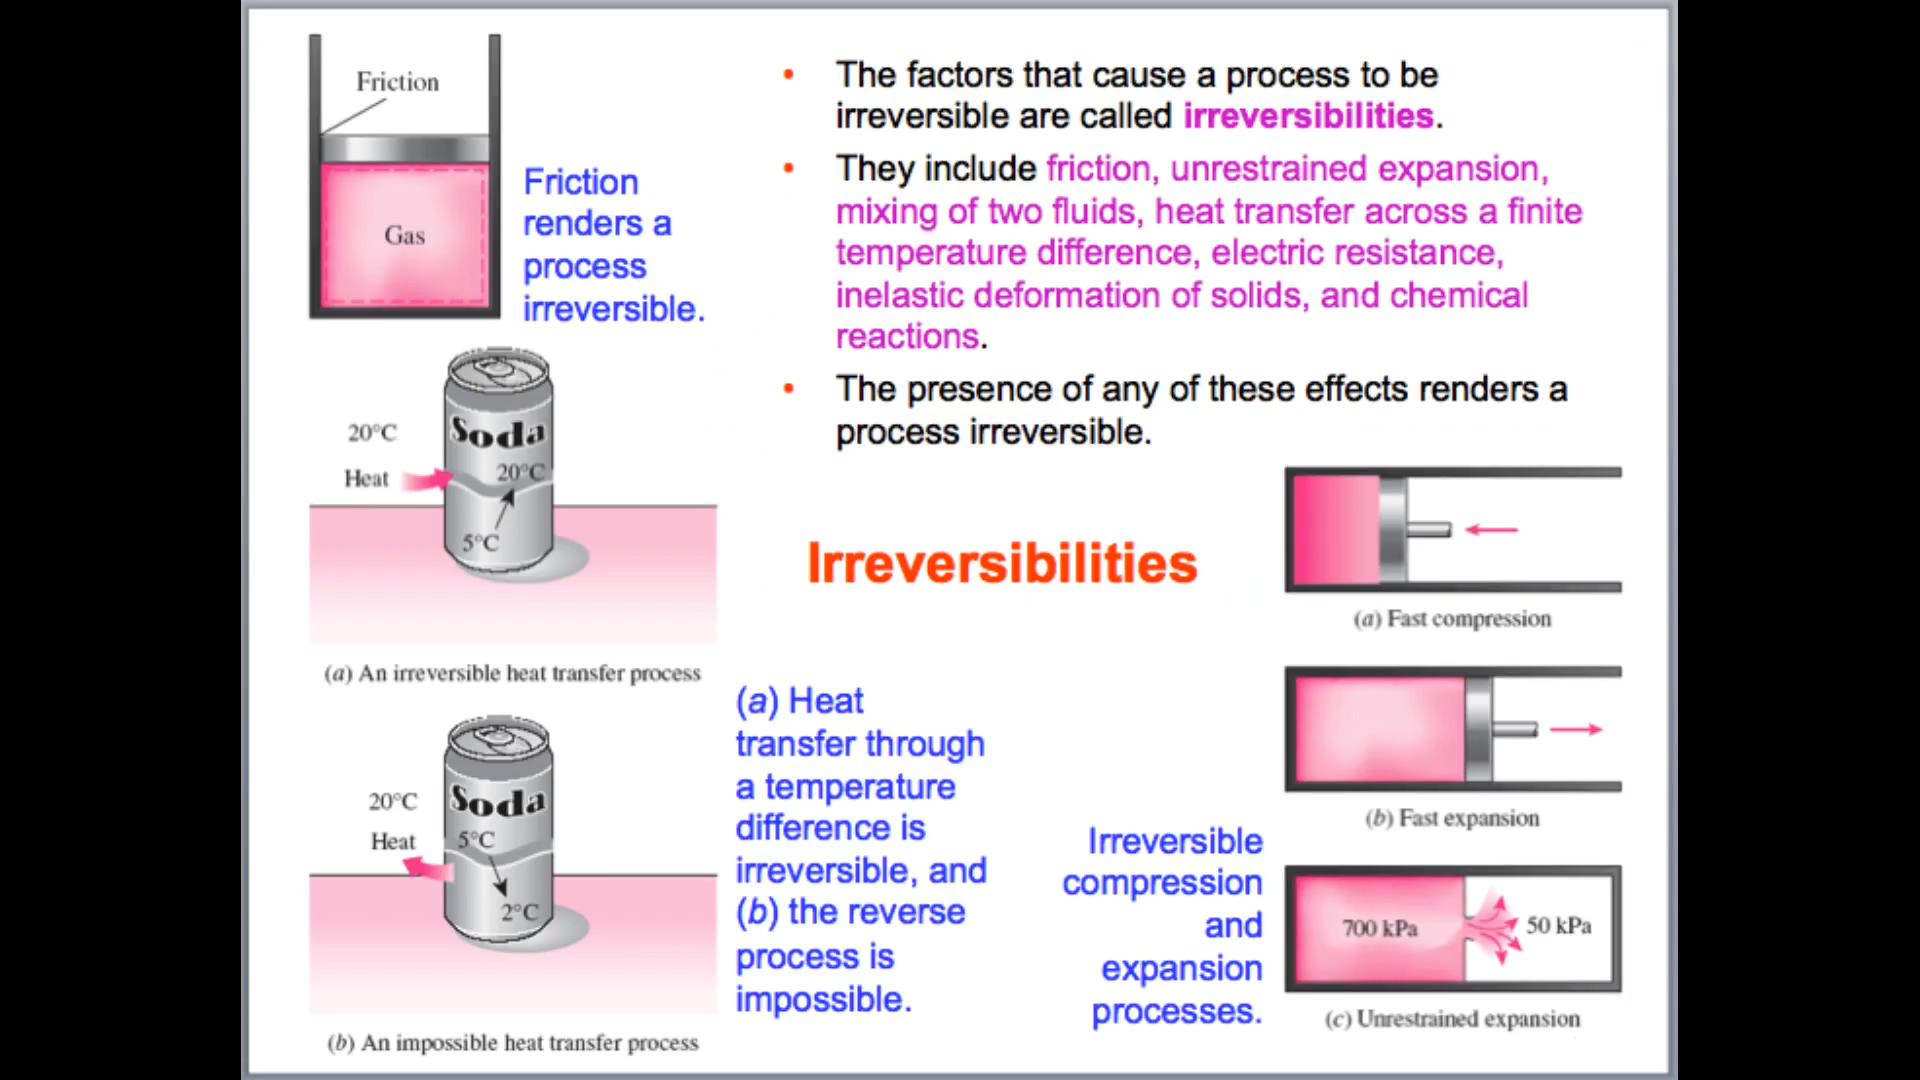 Friction
Gas
Friction
renders a
process
irreversible.
• The factors that cause a process to be
irreversible are called irreversibilities.
• They include friction, unrestrained expansion,
mixing of two fluids, heat transfer across a finite
temperature difference, electric resistance,
inelastic deformation of solids, and chemical
reactions.
• The presence of any of these effects renders a
process irreversible.
Soda
20°C
Heat
20°C
5°C
(a) An irreversible heat transfer process
Soda
20°C
Heat
5°C
2°C
(b) An impossible heat transfer process
(a) Heat
transfer through
a temperature
difference is
irreversible, and
(b) the reverse
process is
impossible.
Irreversibilities
Irreversible
compression
and
expansion
processes.
(a) Fast compression
(b) Fast expansion
700 kPa
50 kPa
(c) Unrestrained expansion